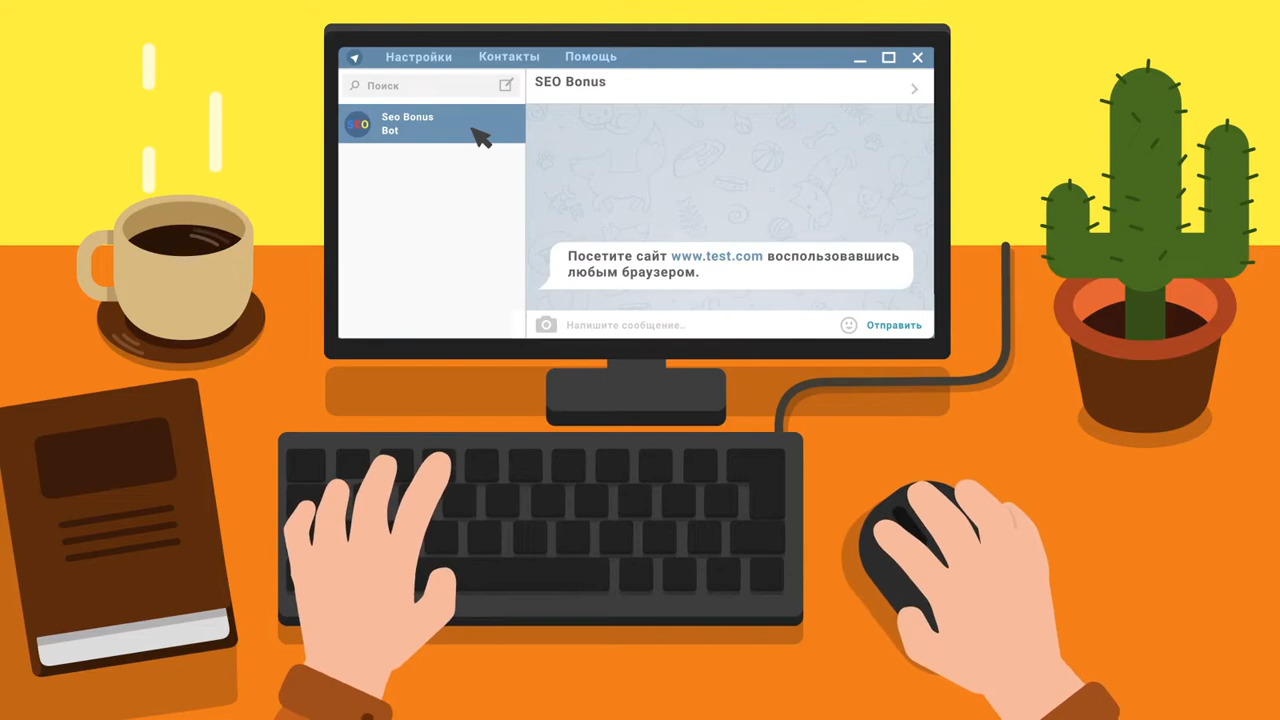 Настройки Контакты Помощь
Поиск
SEO Bonus
SEO
Seo Bonus
Bot
Посетите сайт www.test.com воспользовавшись
любым браузером.
Напишите сообщение..
Отправить